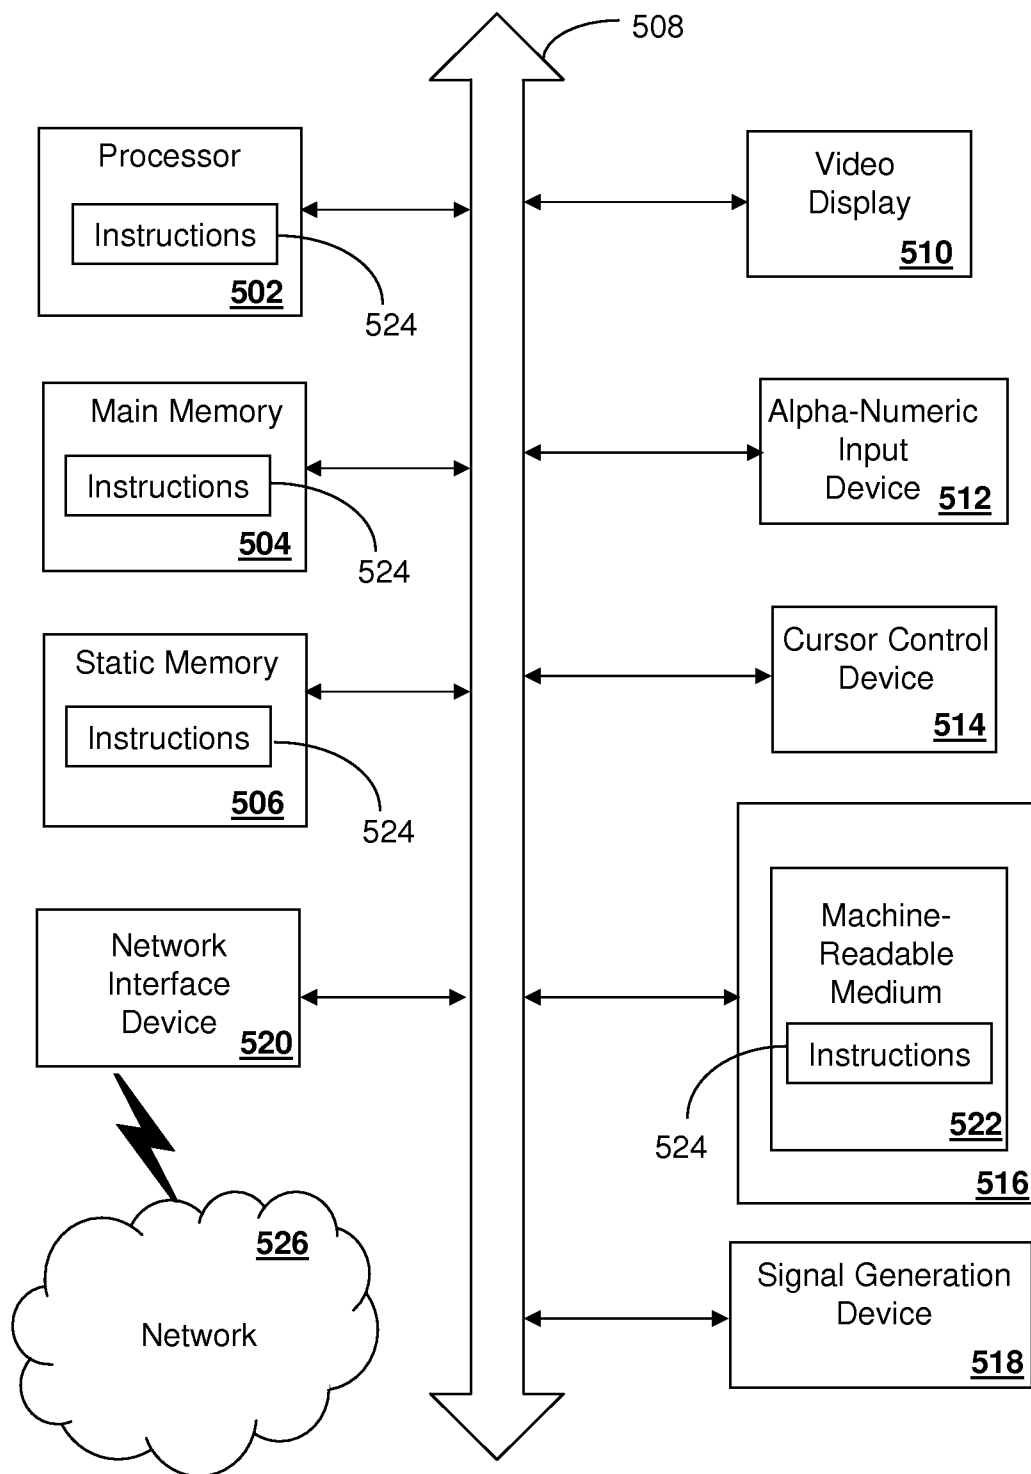 508
Processor
Instructions
502
524
Main Memory
Instructions
504
524
Static Memory
Instructions
506
524
Network
Interface
Device
520
526
Network
Video
Display
510
Alpha-Numeric
Input
Device
512
Cursor Control
Device
514
Machine-
Readable
Medium
Instructions
524
522
516
Signal Generation
Device
518